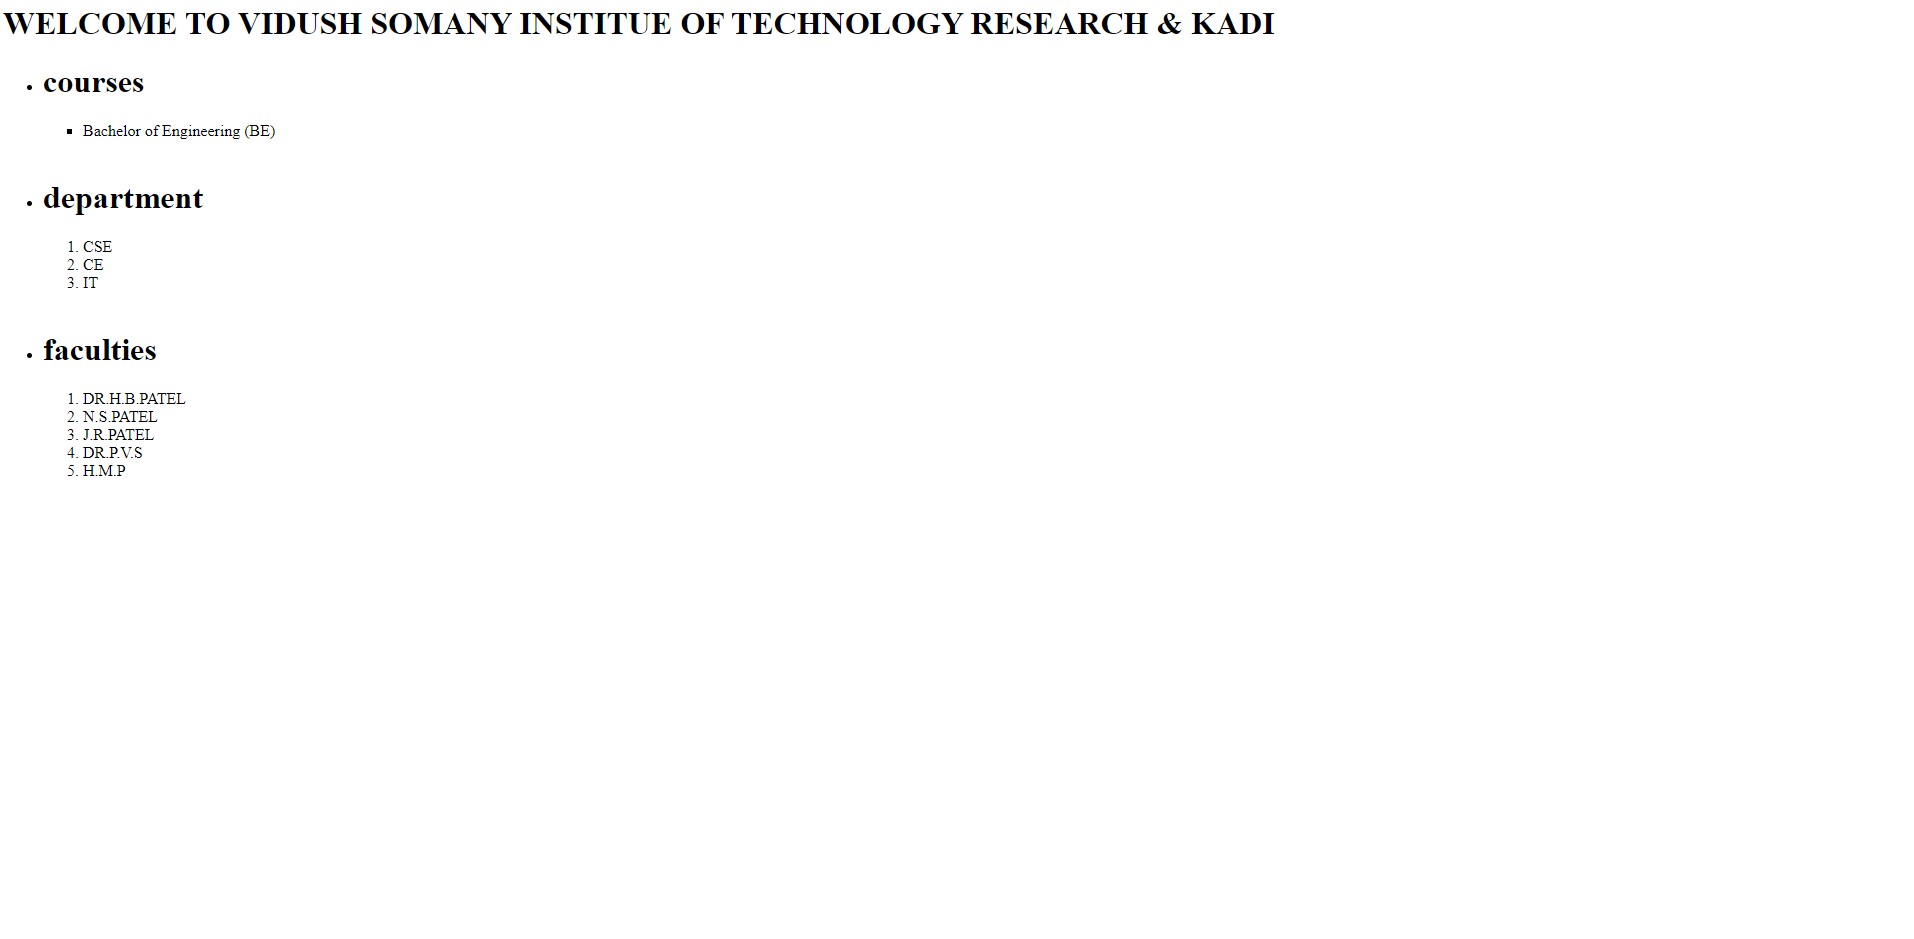 WELCOME TO VIDUSH SOMANY INSTITUE OF TECHNOLOGY RESEARCH & KADI
• courses
▪ Bachelor of Engineering (BE)
• department
1. CSE
2. CE
3. IT
• faculties
1. DR.H.B.PATEL
2. N.S.PATEL
3. J.R.PATEL
4. DR.P.V.S
5. H.M.P